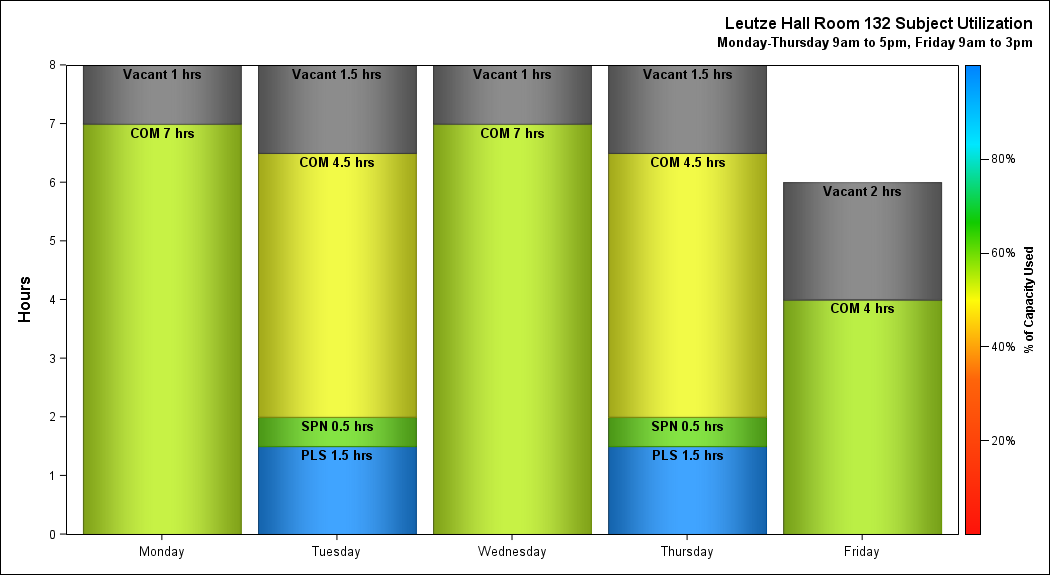 Leutze Hall Room 132 Subject Utilization
Monday-Thursday 9am to 5pm, Friday 9am to 3pm
8
7
6
5
4
3
2
1
0
Hours
Vacant 1 hrs
COM 7 hrs
Vacant 1.5 hrs
COM 4.5 hrs
SPN 0.5 hrs
PLS 1.5 hrs
Vacant 1 hrs
COM 7 hrs
Vacant 1.5 hrs
COM 4.5 hrs
SPN 0.5 hrs
PLS 1.5 hrs
Vacant 2 hrs
COM 4 hrs
Monday
Tuesday
Wednesday
Thursday
Friday
80%
60%
40%
20%
% of Capacity Used